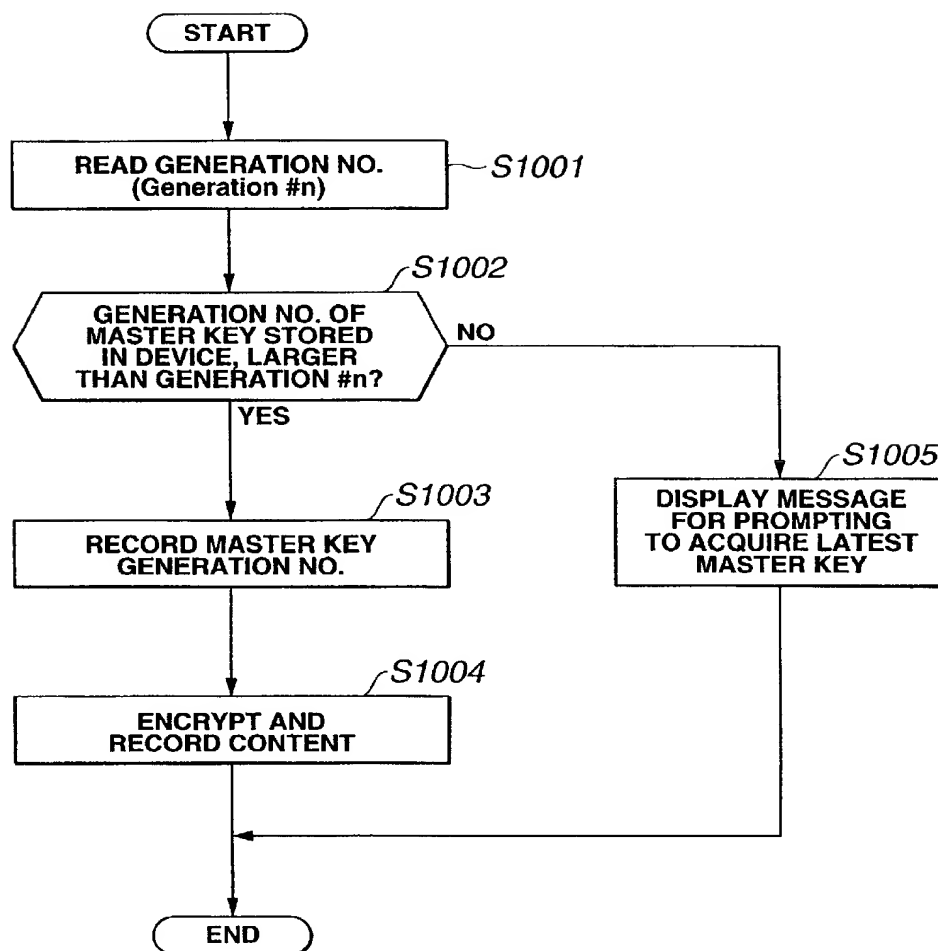 START
READ GENERATION NO.
(Generation #n)
S1001
S1002
GENERATION NO. OF
MASTER KEY STORED
IN DEVICE, LARGER
THAN GENERATION #n?
NO
YES
S1003
RECORD MASTER KEY
GENERATION NO.
S1005
DISPLAY MESSAGE
FOR PROMPTING
TO ACQUIRE LATEST
MASTER KEY
S1004
ENCRYPT AND
RECORD CONTENT
END